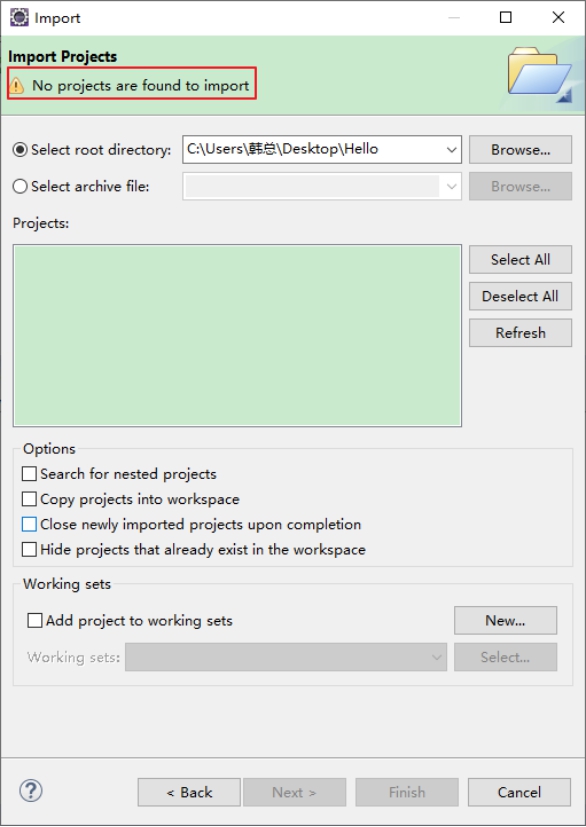 Import
Import Projects
No projects are found to import
Select root directory: C:\Users\韩总\Desktop\Hello Browse...
Select archive file: Browse...
Projects:
Select All
Deselect All
Refresh
Options
Search for nested projects
Copy projects into workspace
Close newly imported projects upon completion
Hide projects that already exist in the workspace
Working sets
Add project to working sets New...
Working sets: Select...
? < Back Next > Finish Cancel